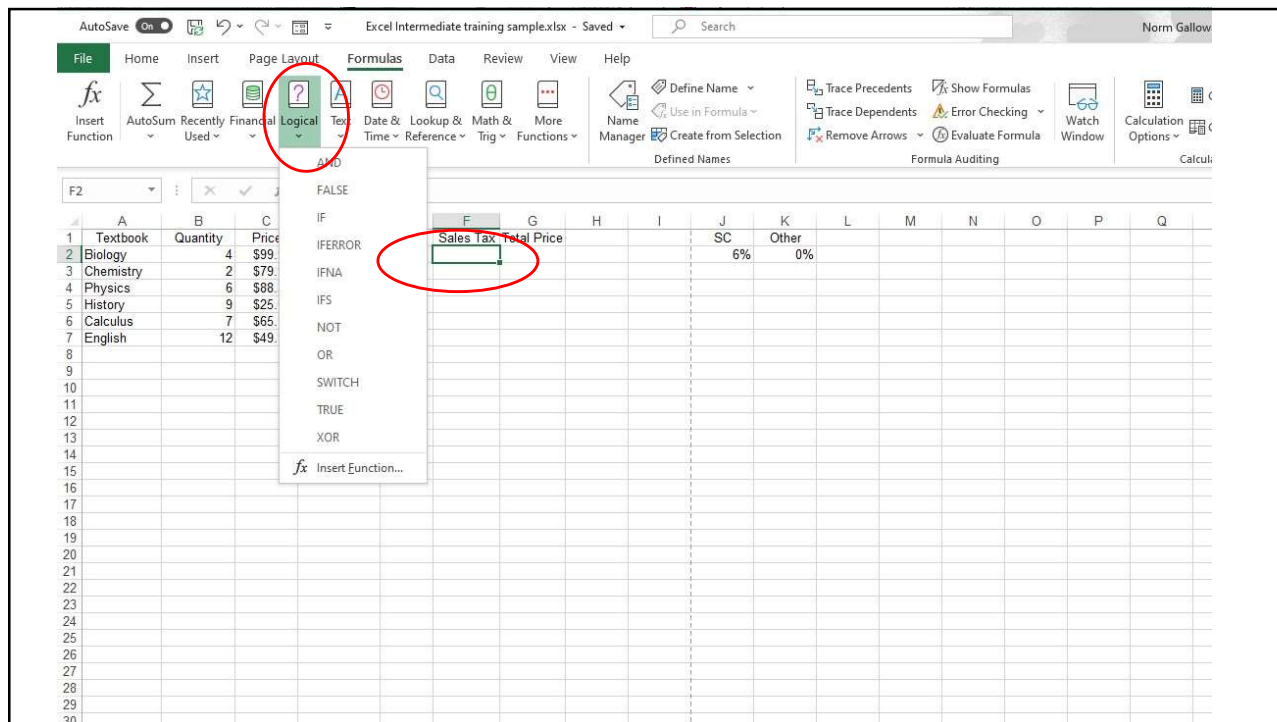 AutoSave On Excel Intermediate training sample.xlsx - Saved Search Norm Gallow
File Home Insert Page Layout Formulas Data Review View Help
fx Insert Function
AutoSum
Recently Used
Financial
Logical
Text
Date & Time
Lookup & Reference
Math & Trig
More Functions
Name Manager
Define Name
Use in Formula
Create from Selection
Defined Names
Trace Precedents
Trace Dependents
Remove Arrows
Show Formulas
Error Checking
Evaluate Formula
Formula Auditing
Watch Window
Calculation Options
Calcula
F2
AND
FALSE
IF
IFERROR
IFNA
IFS
NOT
OR
SWITCH
TRUE
XOR
fx Insert Function...
A B C F G H I J K L M N O P Q
1 Textbook Quantity Price Sales Tax Total Price SC Other
2 Biology 4 $99. 6% 0%
3 Chemistry 2 $79.
4 Physics 6 $88.
5 History 9 $25.
6 Calculus 7 $65.
7 English 12 $49.
8
9
10
11
12
13
14
15
16
17
18
19
20
21
22
23
24
25
26
27
28
29
30